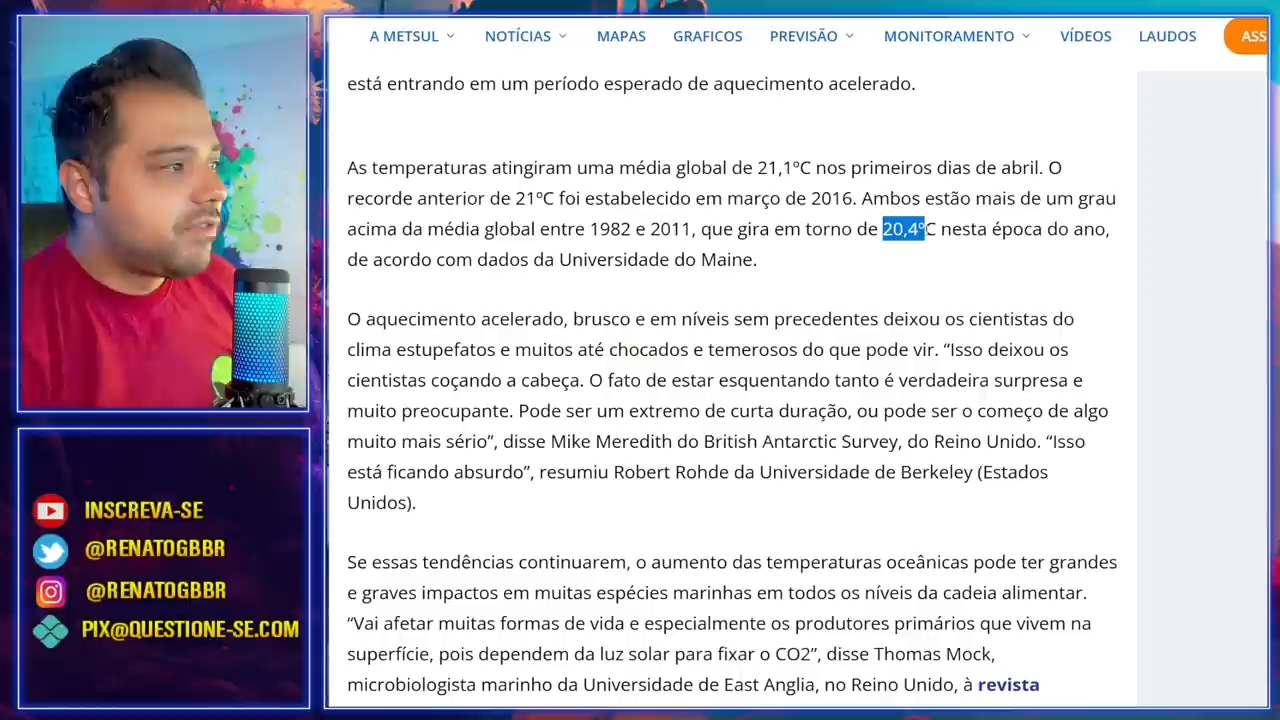 A METSUL NOTÍCIAS MAPAS GRAFICOS PREVISÃO MONITORAMENTO VÍDEOS LAUDOS ASS
está entrando em um período esperado de aquecimento acelerado.
As temperaturas atingiram uma média global de 21,1ºC nos primeiros dias de abril. O
recorde anterior de 21ºC foi estabelecido em março de 2016. Ambos estão mais de um grau
acima da média global entre 1982 e 2011, que gira em torno de 20,4ºC nesta época do ano,
de acordo com dados da Universidade do Maine.
O aquecimento acelerado, brusco e em níveis sem precedentes deixou os cientistas do
clima estupefatos e muitos até chocados e temerosos do que pode vir. “Isso deixou os
cientistas coçando a cabeça. O fato de estar esquentando tanto é verdadeira surpresa e
muito preocupante. Pode ser um extremo de curta duração, ou pode ser o começo de algo
muito mais sério”, disse Mike Meredith do British Antarctic Survey, do Reino Unido. “Isso
está ficando absurdo”, resumiu Robert Rohde da Universidade de Berkeley (Estados
Unidos).
Se essas tendências continuarem, o aumento das temperaturas oceânicas pode ter grandes
e graves impactos em muitas espécies marinhas em todos os níveis da cadeia alimentar.
“Vai afetar muitas formas de vida e especialmente os produtores primários que vivem na
superfície, pois dependem da luz solar para fixar o CO2”, disse Thomas Mock,
microbiologista marinho da Universidade de East Anglia, no Reino Unido, à revista
INSCREVA-SE
@RENATOGBBR
@RENATOGBBR
PIX@QUESTIONE-SE.COM